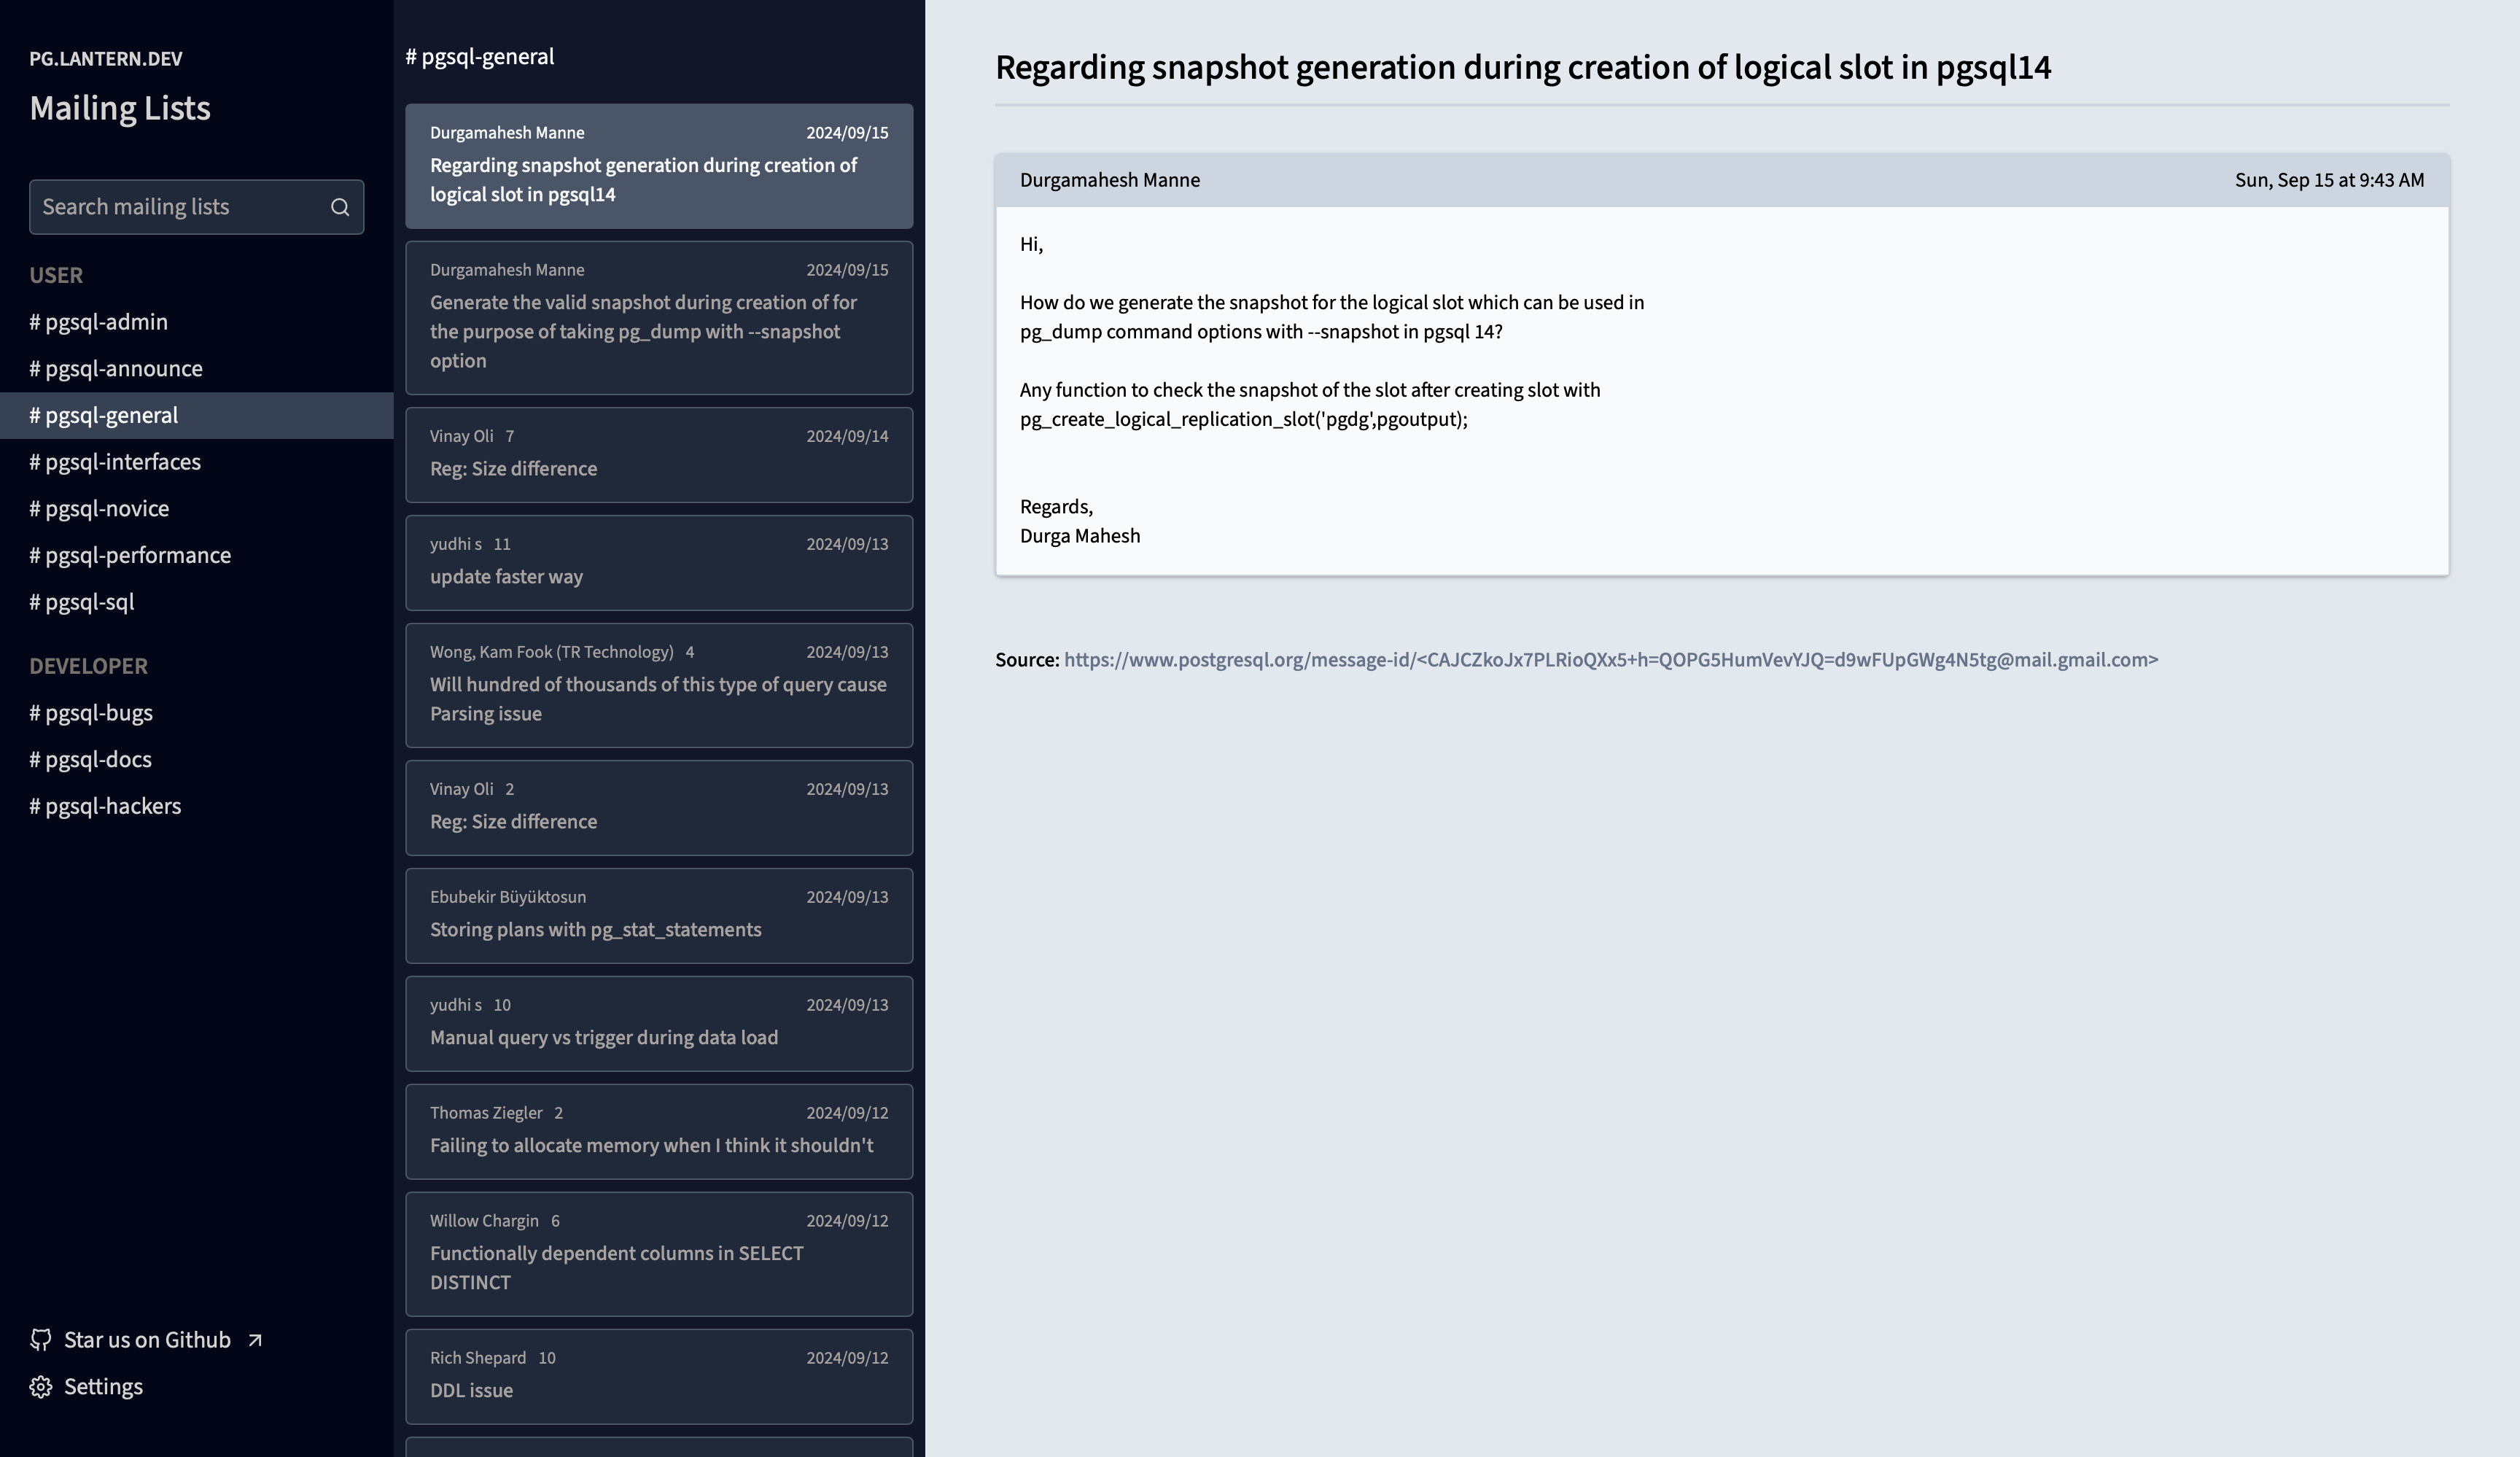 PG.LANTERN.DEV
Mailing Lists
Search mailing lists
USER
# pgsql-admin
# pgsql-announce
# pgsql-general
# pgsql-interfaces
# pgsql-novice
# pgsql-performance
# pgsql-sql
DEVELOPER
# pgsql-bugs
# pgsql-docs
# pgsql-hackers
Star us on Github
Settings
# pgsql-general
Durgamahesh Manne 2024/09/15
Regarding snapshot generation during creation of
logical slot in pgsql14
Durgamahesh Manne 2024/09/15
Generate the valid snapshot during creation of for
the purpose of taking pg_dump with --snapshot
option
Vinay Oli 7 2024/09/14
Reg: Size difference
yudhi s 11 2024/09/13
update faster way
Wong, Kam Fook (TR Technology) 4 2024/09/13
Will hundred of thousands of this type of query cause
Parsing issue
Vinay Oli 2 2024/09/13
Reg: Size difference
Ebubekir Büyüktosun 2024/09/13
Storing plans with pg_stat_statements
yudhi s 10 2024/09/13
Manual query vs trigger during data load
Thomas Ziegler 2 2024/09/12
Failing to allocate memory when I think it shouldn't
Willow Chargin 6 2024/09/12
Functionally dependent columns in SELECT
DISTINCT
Rich Shepard 10 2024/09/12
DDL issue
Regarding snapshot generation during creation of logical slot in pgsql14
Durgamahesh Manne Sun, Sep 15 at 9:43 AM
Hi,
How do we generate the snapshot for the logical slot which can be used in
pg_dump command options with --snapshot in pgsql 14?
Any function to check the snapshot of the slot after creating slot with
pg_create_logical_replication_slot('pgdg',pgoutput);
Regards,
Durga Mahesh
Source: https://www.postgresql.org/message-id/<CAJCZkoJx7PLRioQXx5+h=QOPG5HumVevYJQ=d9wFUpGWg4N5tg@mail.gmail.com>